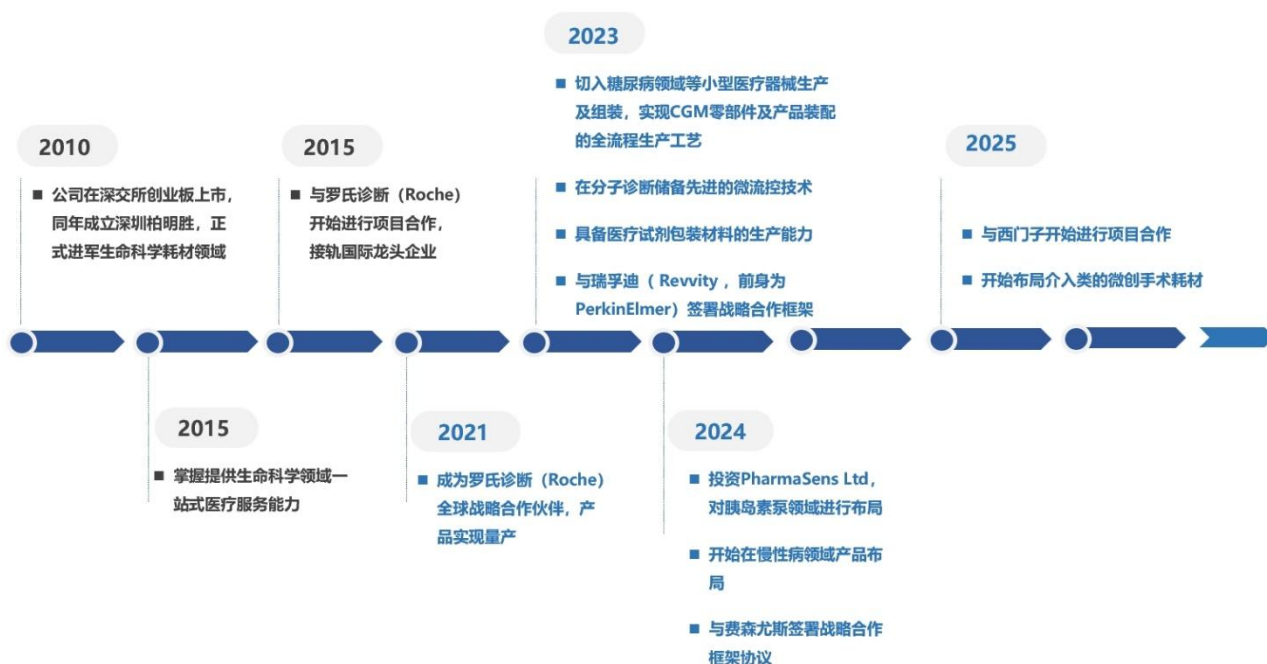 2010
■ 公司在深交所创业板上市，
同年成立深圳柏明胜，正
式进军生命科学耗材领域
2015
■ 掌握提供生命科学领域一
站式医疗服务能力
2015
■ 与罗氏诊断（Roche）
开始进行项目合作，
接轨国际龙头企业
2021
■ 成为罗氏诊断（Roche）
全球战略合作伙伴，产
品实现量产
2023
■ 切入糖尿病领域等小型医疗器械生产
及组装，实现CGM零部件及产品装配
的全流程生产工艺
■ 在分子诊断储备先进的微流控技术
■ 具备医疗试剂包装材料的生产能力
■ 与瑞孚迪（ Revvity ，前身为
PerkinElmer）签署战略合作框架
2024
■ 投资PharmaSens Ltd，
对胰岛素泵领域进行布局
■ 开始在慢性病领域产品布
局
■ 与费森尤斯签署战略合作
框架协议
2025
■ 与西门子开始进行项目合作
■ 开始布局介入类的微创手术耗材